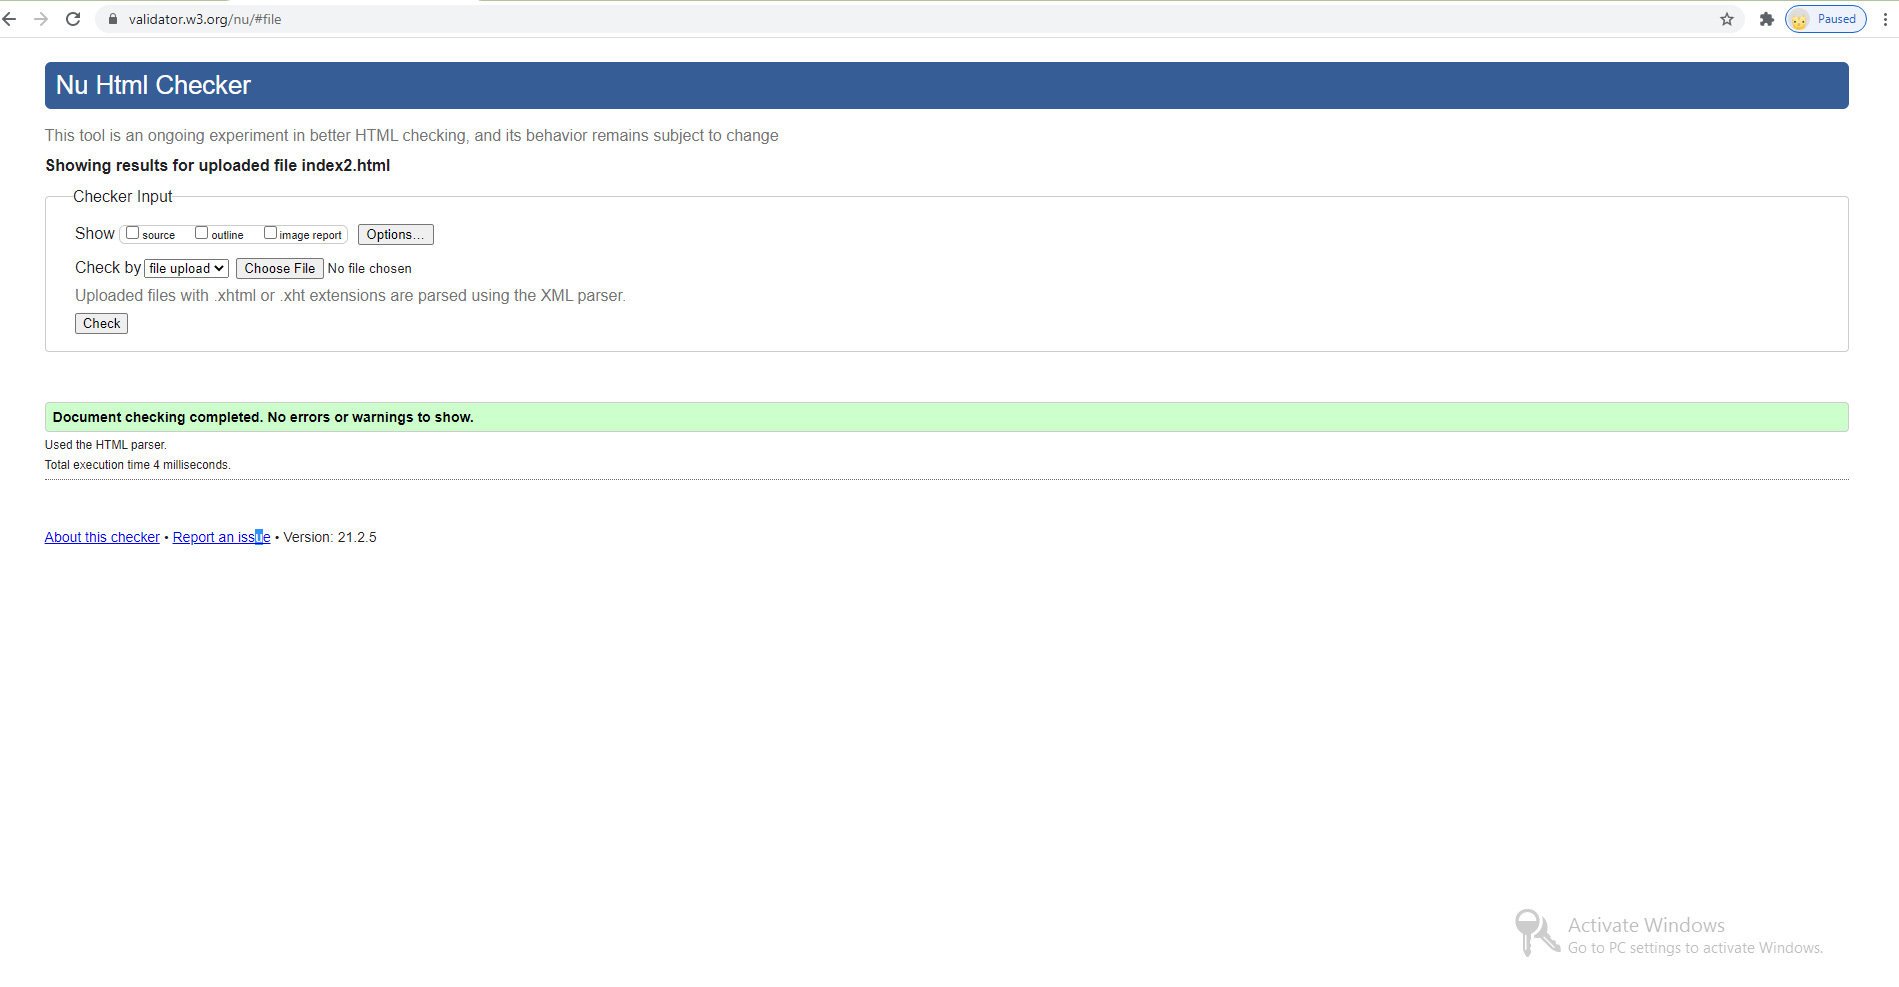 validator.w3.org/nu/#file
Paused
Nu Html Checker
This tool is an ongoing experiment in better HTML checking, and its behavior remains subject to change
Showing results for uploaded file index2.html
Checker Input
Show source outline image report Options...
Check by file upload Choose File No file chosen
Uploaded files with .xhtml or .xht extensions are parsed using the XML parser.
Check
Document checking completed. No errors or warnings to show.
Used the HTML parser.
Total execution time 4 milliseconds.
About this checker • Report an issue • Version: 21.2.5
Activate Windows
Go to PC settings to activate Windows.